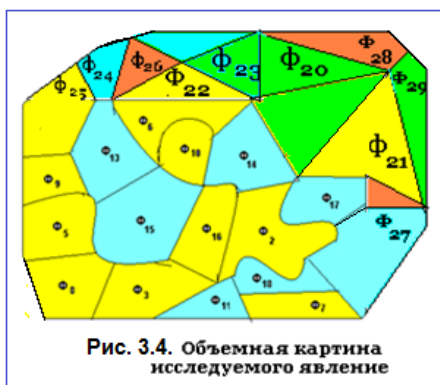 Ф28
Ф26 Ф23 Ф20
Ф24
Ф25 Ф22 Ф29
Ф6
Ф18 Ф21
Ф13 Ф14
Ф9
Ф17
Ф5 Ф15 Ф16 Ф2 Ф27
Ф10
Ф8 Ф3
Ф11 Ф7
Рис. 3.4. Объемная картина
исследуемого явление